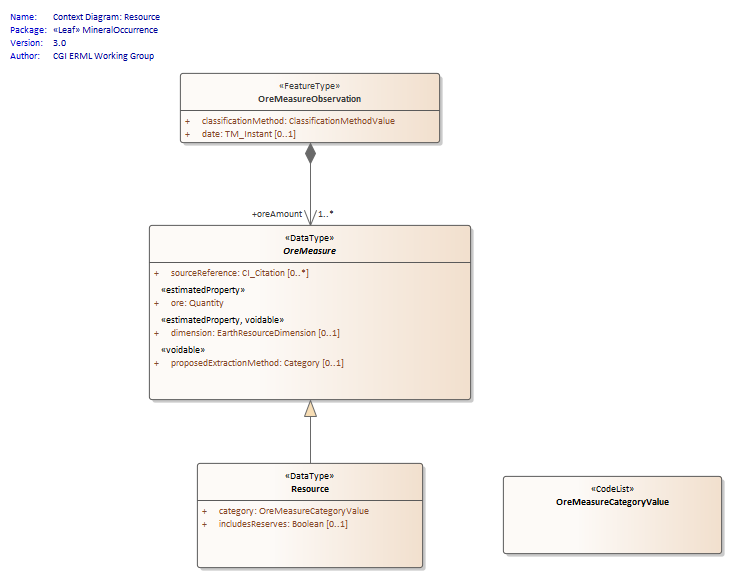 Name: Context Diagram: Resource
Package: «Leaf» MineralOccurrence
Version: 3.0
Author: CGI ERML Working Group
«FeatureType»
OreMeasureObservation
+ classificationMethod: ClassificationMethodValue
+ date: TM_Instant [0..1]
+oreAmount 1..*
«DataType»
OreMeasure
+ sourceReference: CI_Citation [0..*]
«estimatedProperty»
+ ore: Quantity
«estimatedProperty, voidable»
+ dimension: EarthResourceDimension [0..1]
«voidable»
+ proposedExtractionMethod: Category [0..1]
«DataType»
Resource
+ category: OreMeasureCategoryValue
+ includesReserves: Boolean [0..1]
«CodeList»
OreMeasureCategoryValue